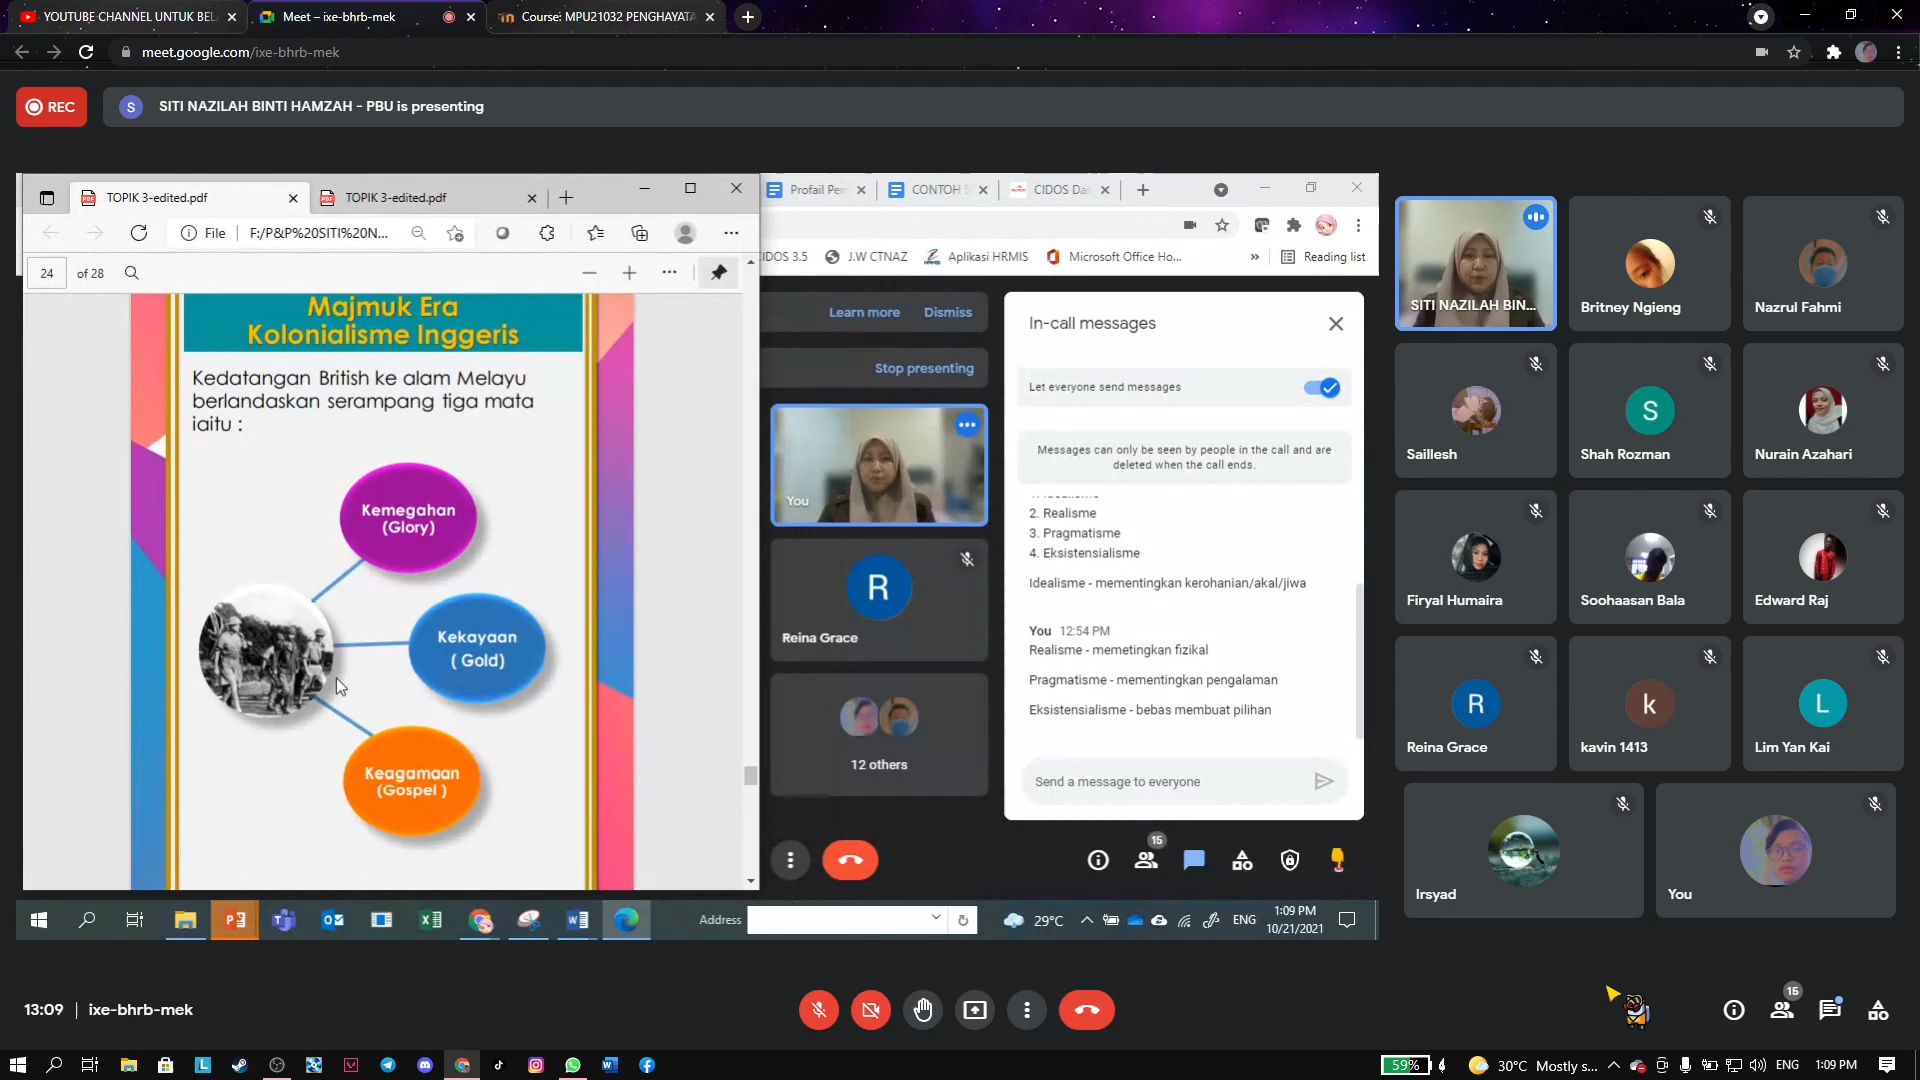 YOUTUBE CHANNEL UNTUK BEL
Meet – ixe-bhrb-mek
Course: MPU21032 PENGHAYATA
meet.google.com/ixe-bhrb-mek
REC
S
SITI NAZILAH BINTI HAMZAH - PBU is presenting
TOPIK 3-edited.pdf
TOPIK 3-edited.pdf
File
F:/P&P%20SITI%20N...
24
of 28
Majmuk Era
Kolonialisme Inggeris
Kedatangan British ke alam Melayu
berlandaskan serampang tiga mata
iaitu :
Kemegahan
(Glory)
Kekayaan
( Gold)
Keagamaan
(Gospel )
Profail Pen
CONTOH S
CIDOS Das
CIDOS 3.5
J.W CTNAZ
Aplikasi HRMIS
Microsoft Office Ho...
»
Reading list
Learn more
Dismiss
Stop presenting
You
R
Reina Grace
12 others
In-call messages
Let everyone send messages
Messages can only be seen by people in the call and are
deleted when the call ends.
2. Realisme
3. Pragmatisme
4. Eksistensialisme
Idealisme - mementingkan kerohanian/akal/jiwa
You 12:54 PM
Realisme - memetingkan fizikal
Pragmatisme - mementingkan pengalaman
Eksistensialisme - bebas membuat pilihan
Send a message to everyone
15
Address
29°C
ENG
1:09 PM
10/21/2021
SITI NAZILAH BIN...
Britney Ngieng
Nazrul Fahmi
Saillesh
S
Shah Rozman
Nurain Azahari
Firyal Humaira
Soohaasan Bala
Edward Raj
R
Reina Grace
k
kavin 1413
L
Lim Yan Kai
Irsyad
You
13:09 | ixe-bhrb-mek
15
59%
30°C Mostly s...
ENG
1:09 PM